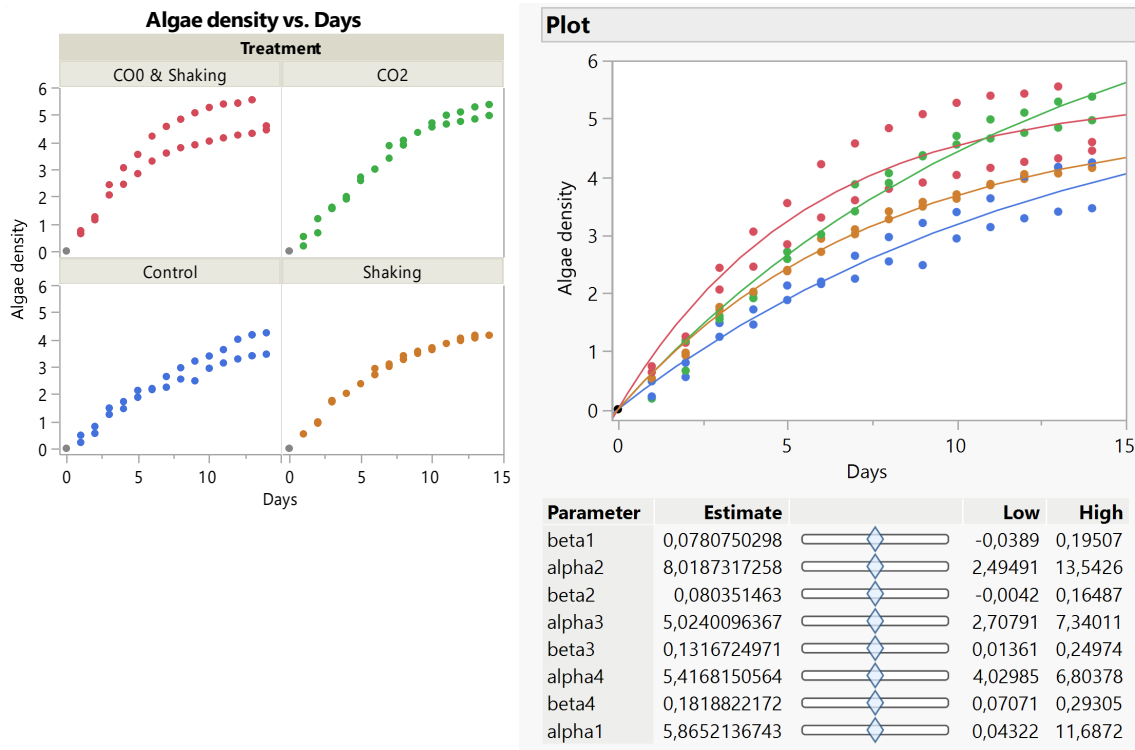 Algae density vs. Days
Treatment
CO0 & Shaking CO2
6
5
4
3
2
1
0
Control Shaking
6
5
4
3
2
1
0
Algae density
0 5 10 0 5 10 15
Days
Plot
6
5
4
3
2
1
0
Algae density
0 5 10 15
Days
Parameter Estimate Low High
beta1 0,0780750298 -0,0389 0,19507
alpha2 8,0187317258 2,49491 13,5426
beta2 0,080351463 -0,0042 0,16487
alpha3 5,0240096367 2,70791 7,34011
beta3 0,1316724971 0,01361 0,24974
alpha4 5,4168150564 4,02985 6,80378
beta4 0,1818822172 0,07071 0,29305
alpha1 5,8652136743 0,04322 11,6872